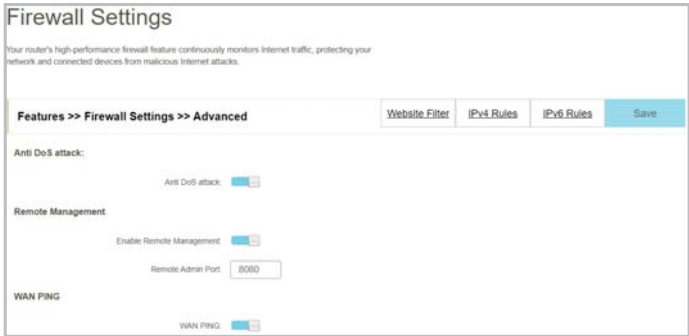 Firewall Settings
Your router's high-performance firewall feature continuously monitors Internet traffic, protecting your
network and connected devices from malicious Internet attacks.
Features >> Firewall Settings >> Advanced
Website Filter
IPv4 Rules
IPv6 Rules
Save
Anti DoS attack:
Anti DoS attack
Remote Management
Enable Remote Management
Remote Admin Port
8080
WAN PING
WAN PING